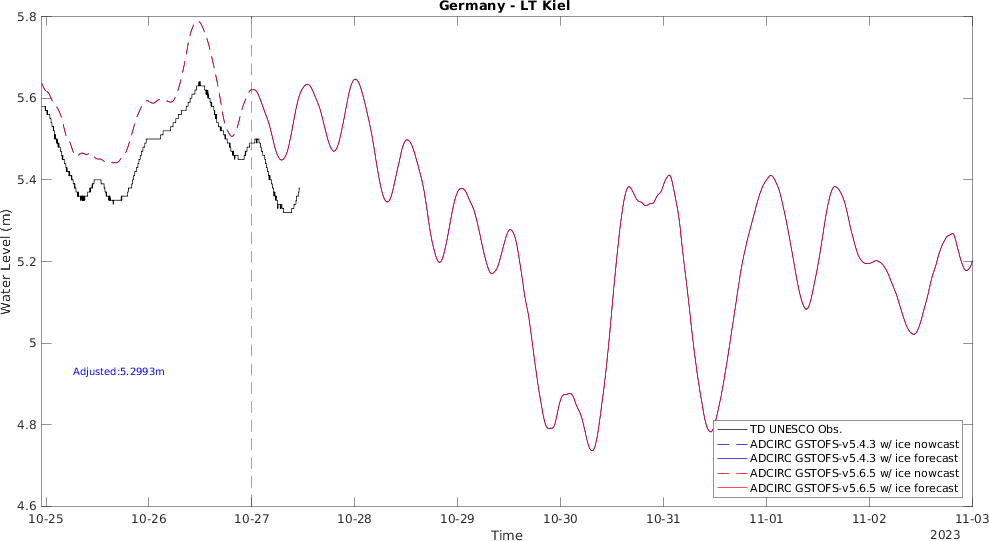 Germany - LT Kiel
5.8
5.6
5.4
5.2
5
4.8
4.6
Water Level (m)
Adjusted:5.2993m
TD UNESCO Obs.
ADCIRC GSTOFS-v5.4.3 w/ ice nowcast
ADCIRC GSTOFS-v5.4.3 w/ ice forecast
ADCIRC GSTOFS-v5.6.5 w/ ice nowcast
ADCIRC GSTOFS-v5.6.5 w/ ice forecast
10-25 10-26 10-27 10-28 10-29 10-30 10-31 11-01 11-02 11-03
Time
2023